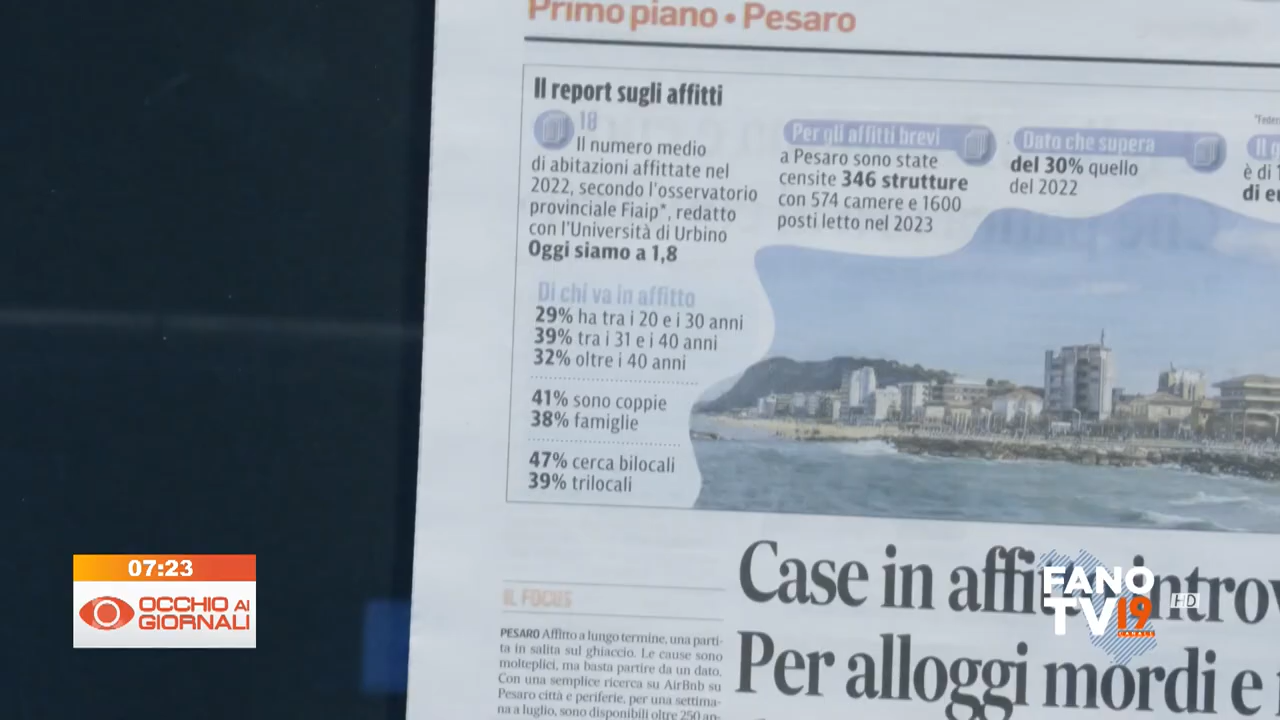 Primo piano • Pesaro
Il report sugli affitti
18
Il numero medio
di abitazioni affittate nel
2022, secondo l'osservatorio
provinciale Fiaip*, redatto
con l'Università di Urbino
Oggi siamo a 1,8
Di chi va in affitto
29% ha tra i 20 e i 30 anni
39% tra i 31 e i 40 anni
32% oltre i 40 anni
41% sono coppie
38% famiglie
47% cerca bilocali
39% trilocali
Per gli affitti brevi
a Pesaro sono state
censite 346 strutture
con 574 camere e 1600
posti letto nel 2023
Dato che supera
del 30% quello
del 2022
è di
di
Case in
Per alloggi mordi e
IL FOCUS
PESARO Affitto a lungo termine, una parti-
ta in salita sul ghiaccio. Le cause sono
molteplici, ma basta partire da un dato.
Con una semplice ricerca su AirBnb su
Pesaro città e periferie, per una settima-
na a luglio, sono disponibili oltre 250 an-
07:23
OCCHIO AI
GIORNALI
FANO
TV 19 HD
CANALE